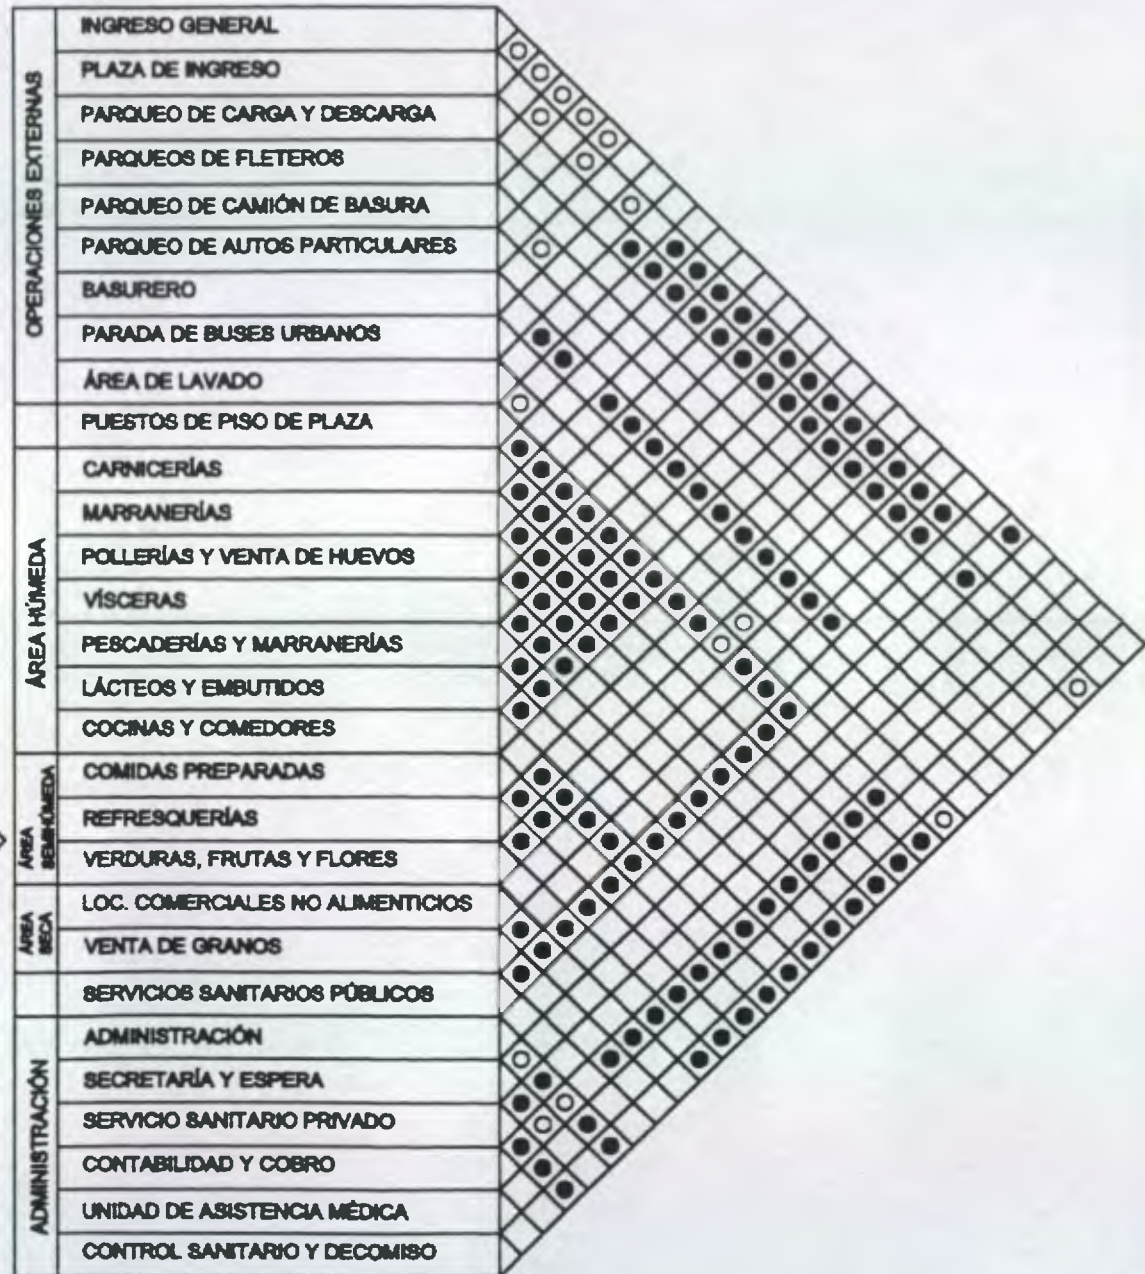 OPERACIONES EXTERNAS
INGRESO GENERAL
PLAZA DE INGRESO
PARQUEO DE CARGA Y DESCARGA
PARQUEOS DE FLETEROS
PARQUEO DE CAMIÓN DE BASURA
PARQUEO DE AUTOS PARTICULARES
BASURERO
PARADA DE BUSES URBANOS
ÁREA DE LAVADO
PUESTOS DE PISO DE PLAZA
ÁREA HÚMEDA
CARNICERÍAS
MARRANERÍAS
POLLERÍAS Y VENTA DE HUEVOS
VÍSCERAS
PESCADERÍAS Y MARRANERÍAS
LÁCTEOS Y EMBUTIDOS
COCINAS Y COMEDORES
ÁREA
SEMIHÚMEDA
COMIDAS PREPARADAS
REFRESQUERÍAS
VERDURAS, FRUTAS Y FLORES
ÁREA
SECA
LOC. COMERCIALES NO ALIMENTICIOS
VENTA DE GRANOS
SERVICIOS SANITARIOS PÚBLICOS
ADMINISTRACIÓN
ADMINISTRACIÓN
SECRETARÍA Y ESPERA
SERVICIO SANITARIO PRIVADO
CONTABILIDAD Y COBRO
UNIDAD DE ASISTENCIA MÉDICA
CONTROL SANITARIO Y DECOMISO